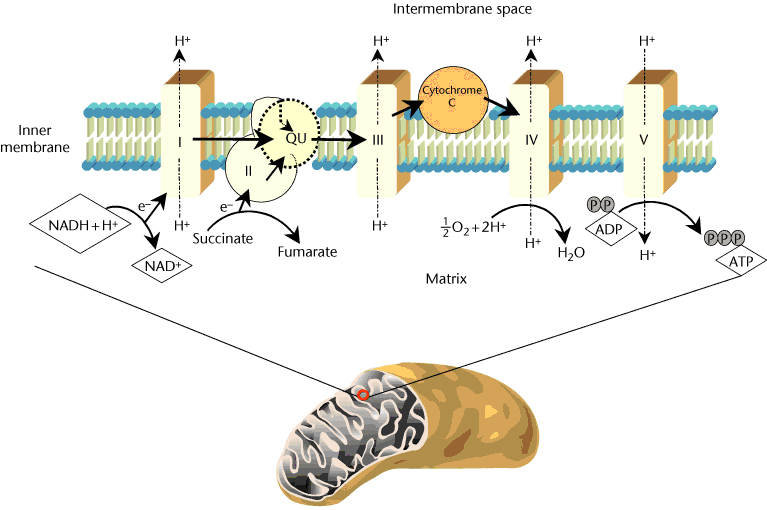 Intermembrane space
H⁺
H⁺
H⁺
H⁺
Cytochrome
C
Inner
membrane
I
II
QU
III
IV
V
e⁻
e⁻
NADH + H⁺
NAD⁺
H⁺
Succinate
Fumarate
H⁺
½O₂ + 2H⁺
H⁺
H₂O
P P
ADP
H⁺
P P P
ATP
Matrix